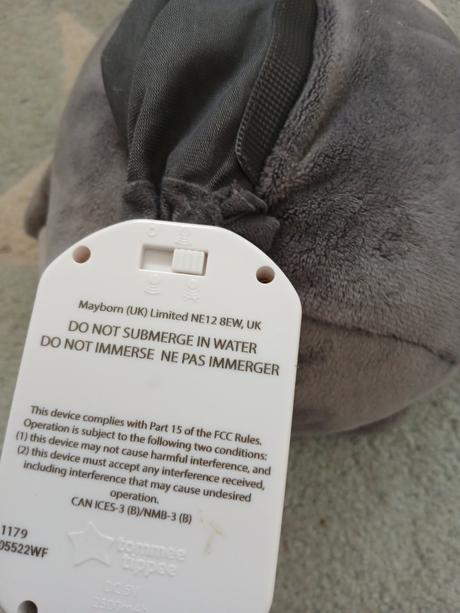 Mayborn (UK) Limited NE12 8EW, UK
DO NOT SUBMERGE IN WATER
DO NOT IMMERSE NE PAS IMMERGER
This device complies with Part 15 of the FCC Rules.
Operation is subject to the following two conditions:
(1) this device may not cause harmful interference, and
(2) this device must accept any interference received,
including interference that may cause undesired
operation.
CAN ICES-3 (B)/NMB-3 (B)
1179
05522WF
tommee
tippee